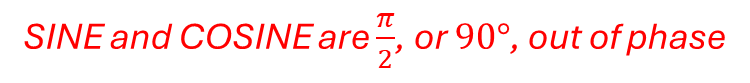 SINE and COSINE are π/2, or 90°, out of phase